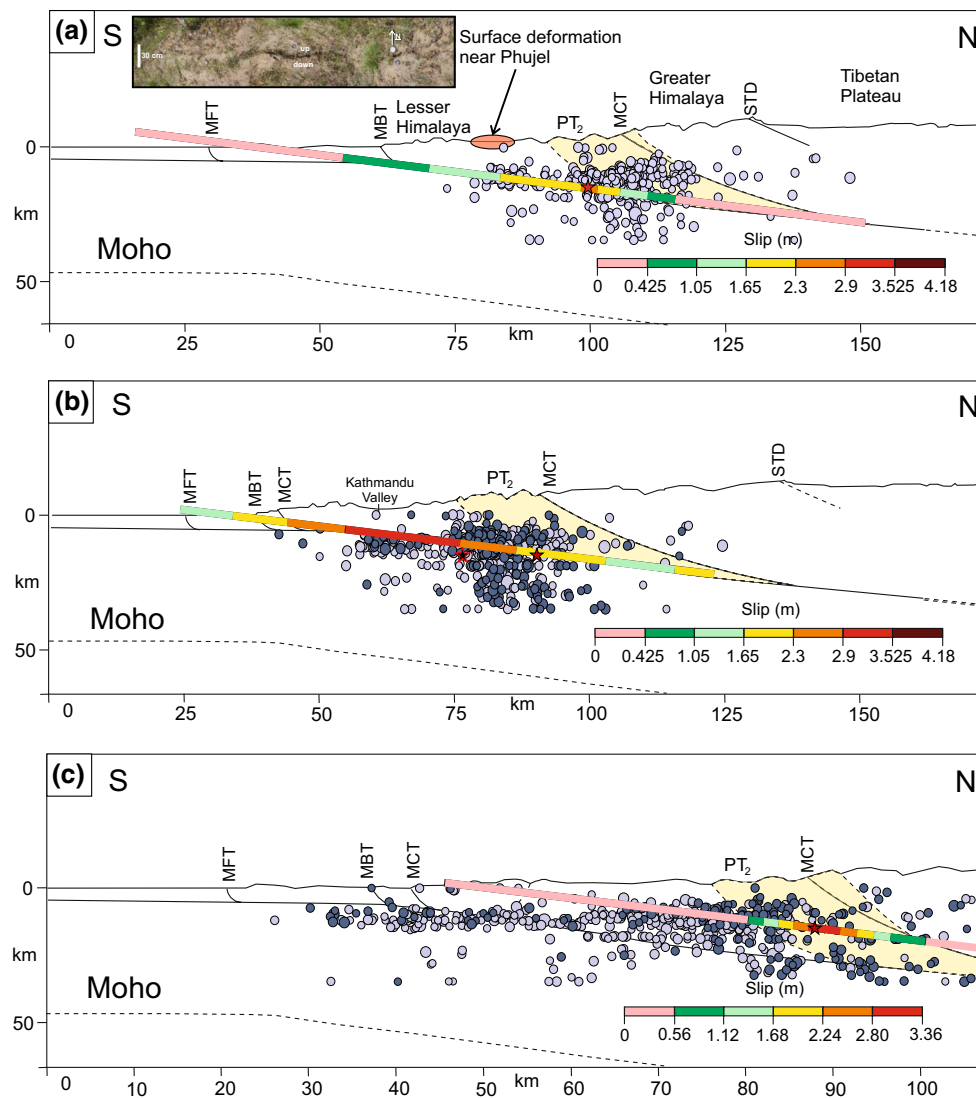 (a) S N
30 cm
up
down
N
Surface deformation
near Phujel
MFT
MBT
Lesser
Himalaya
PT2
MCT
Greater
Himalaya
STD
Tibetan
Plateau
0
km
50
Moho
Slip (m)
0 0.425 1.05 1.65 2.3 2.9 3.525 4.18
0 25 50 75 km 100 125 150
(b) S N
MFT
MBT
MCT
Kathmandu
Valley
PT2
MCT
STD
0
km
50
Moho
Slip (m)
0 0.425 1.05 1.65 2.3 2.9 3.525 4.18
0 25 50 75 km 100 125 150
(c) S N
MFT
MBT
MCT
PT2
MCT
0
km
50
Moho
Slip (m)
0 0.56 1.12 1.68 2.24 2.80 3.36
0 10 20 30 40 50 km 60 70 80 90 100